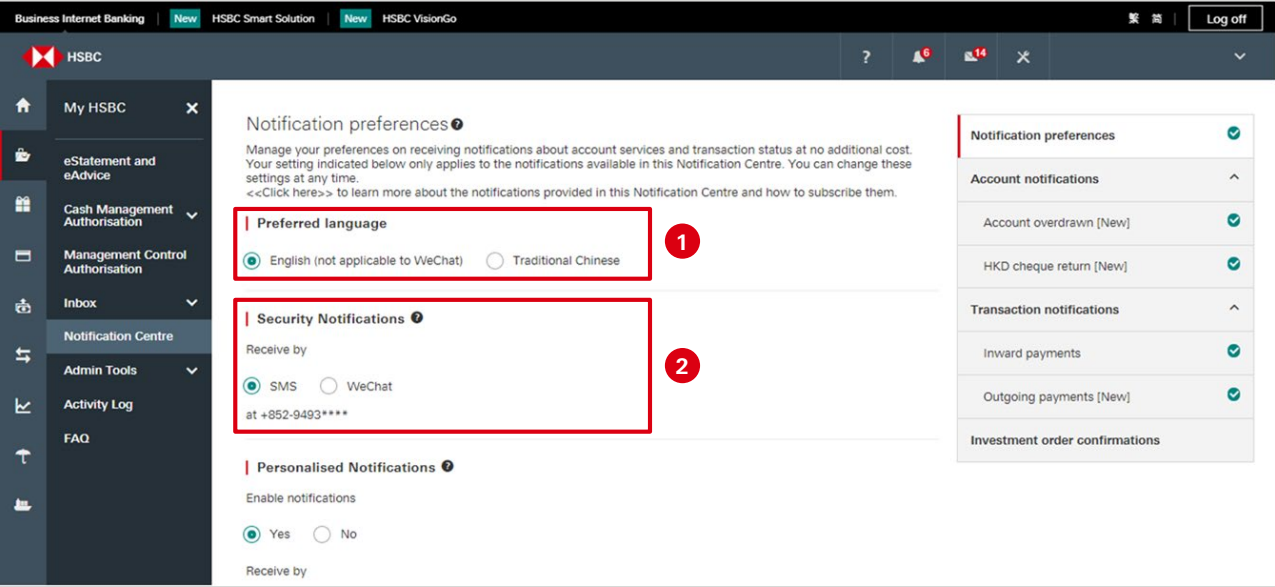 Business Internet Banking New HSBC Smart Solution New HSBC VisionGo 繁 简 Log off
HSBC ? 6 14
My HSBC
eStatement and
eAdvice
Cash Management
Authorisation
Management Control
Authorisation
Inbox
Notification Centre
Admin Tools
Activity Log
FAQ
Notification preferences
Manage your preferences on receiving notifications about account services and transaction status at no additional cost.
Your setting indicated below only applies to the notifications available in this Notification Centre. You can change these
settings at any time.
<<Click here>> to learn more about the notifications provided in this Notification Centre and how to subscribe them.
Preferred language
English (not applicable to WeChat) Traditional Chinese
1
Security Notifications ?
Receive by
SMS WeChat
at +852-9493****
2
Personalised Notifications ?
Enable notifications
Yes No
Receive by
Notification preferences
Account notifications
Account overdrawn [New]
HKD cheque return [New]
Transaction notifications
Inward payments
Outgoing payments [New]
Investment order confirmations